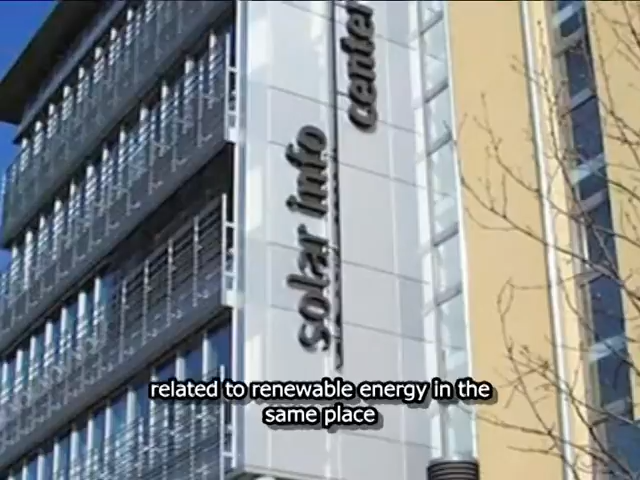 solar info
center
related to renewable energy in the
same place